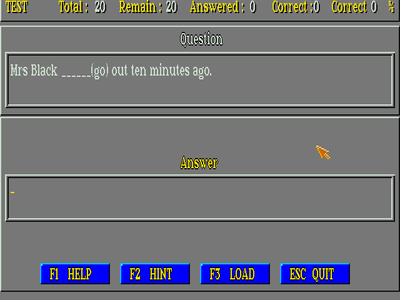 TEST Total : 20 Remain : 20 Answered : 0 Correct :0 Correct 0 %
Question
Mrs Black ______(go) out ten minutes ago.
Answer
F1 HELP F2 HINT F3 LOAD ESC QUIT